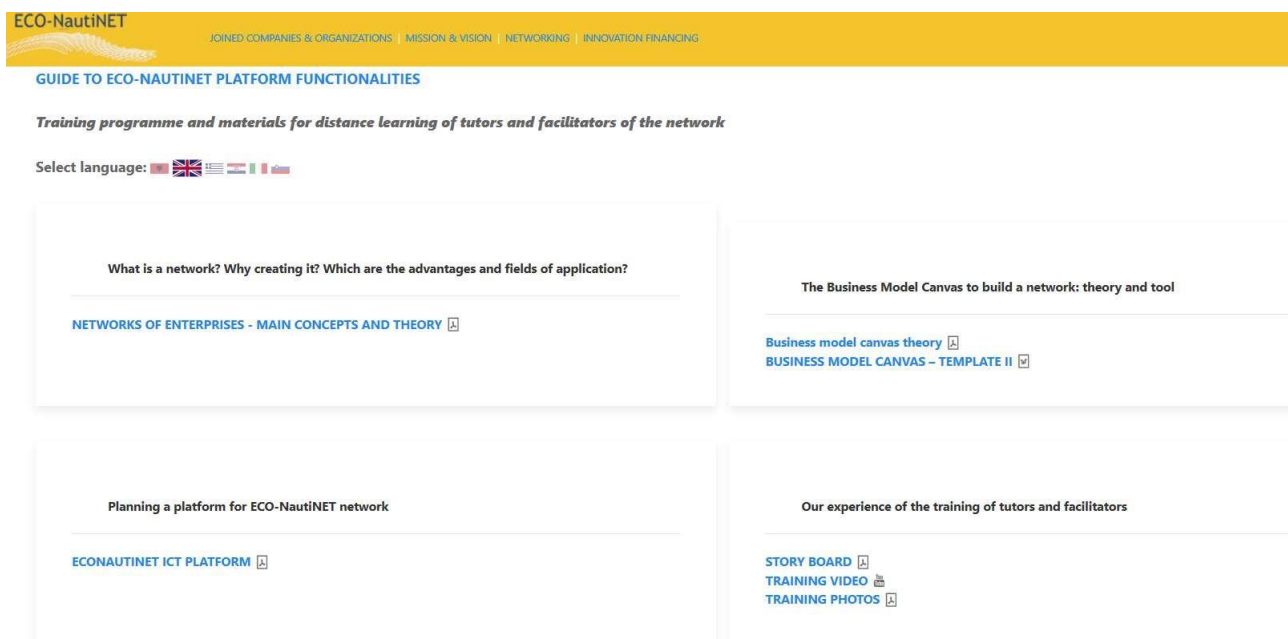 ECO-NautiNET
JOINED COMPANIES & ORGANIZATIONS | MISSION & VISION | NETWORKING | INNOVATION FINANCING
GUIDE TO ECO-NAUTINET PLATFORM FUNCTIONALITIES
Training programme and materials for distance learning of tutors and facilitators of the network
Select language:
What is a network? Why creating it? Which are the advantages and fields of application?
NETWORKS OF ENTERPRISES - MAIN CONCEPTS AND THEORY
The Business Model Canvas to build a network: theory and tool
Business model canvas theory
BUSINESS MODEL CANVAS – TEMPLATE II
Planning a platform for ECO-NautiNET network
ECONAUTINET ICT PLATFORM
Our experience of the training of tutors and facilitators
STORY BOARD
TRAINING VIDEO
TRAINING PHOTOS